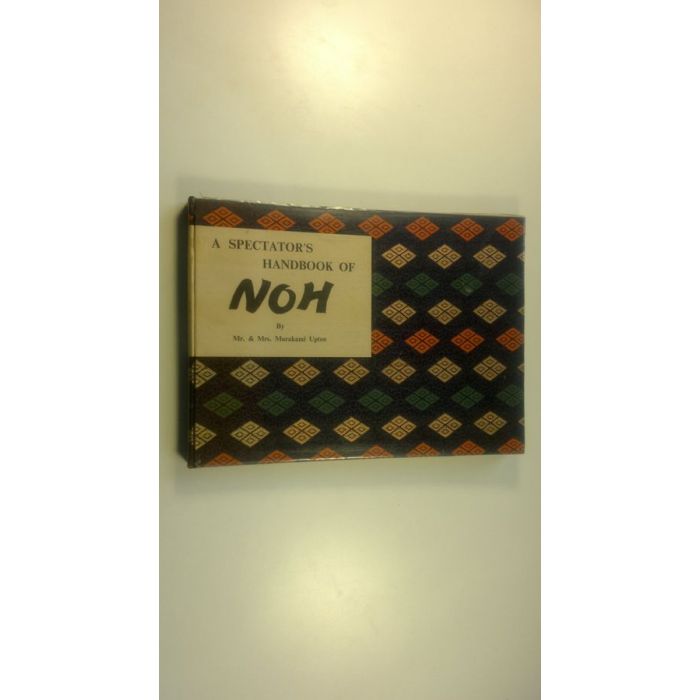 A SPECTATOR'S
HANDBOOK OF
NOH
By
Mr. & Mrs. Murakami Upton